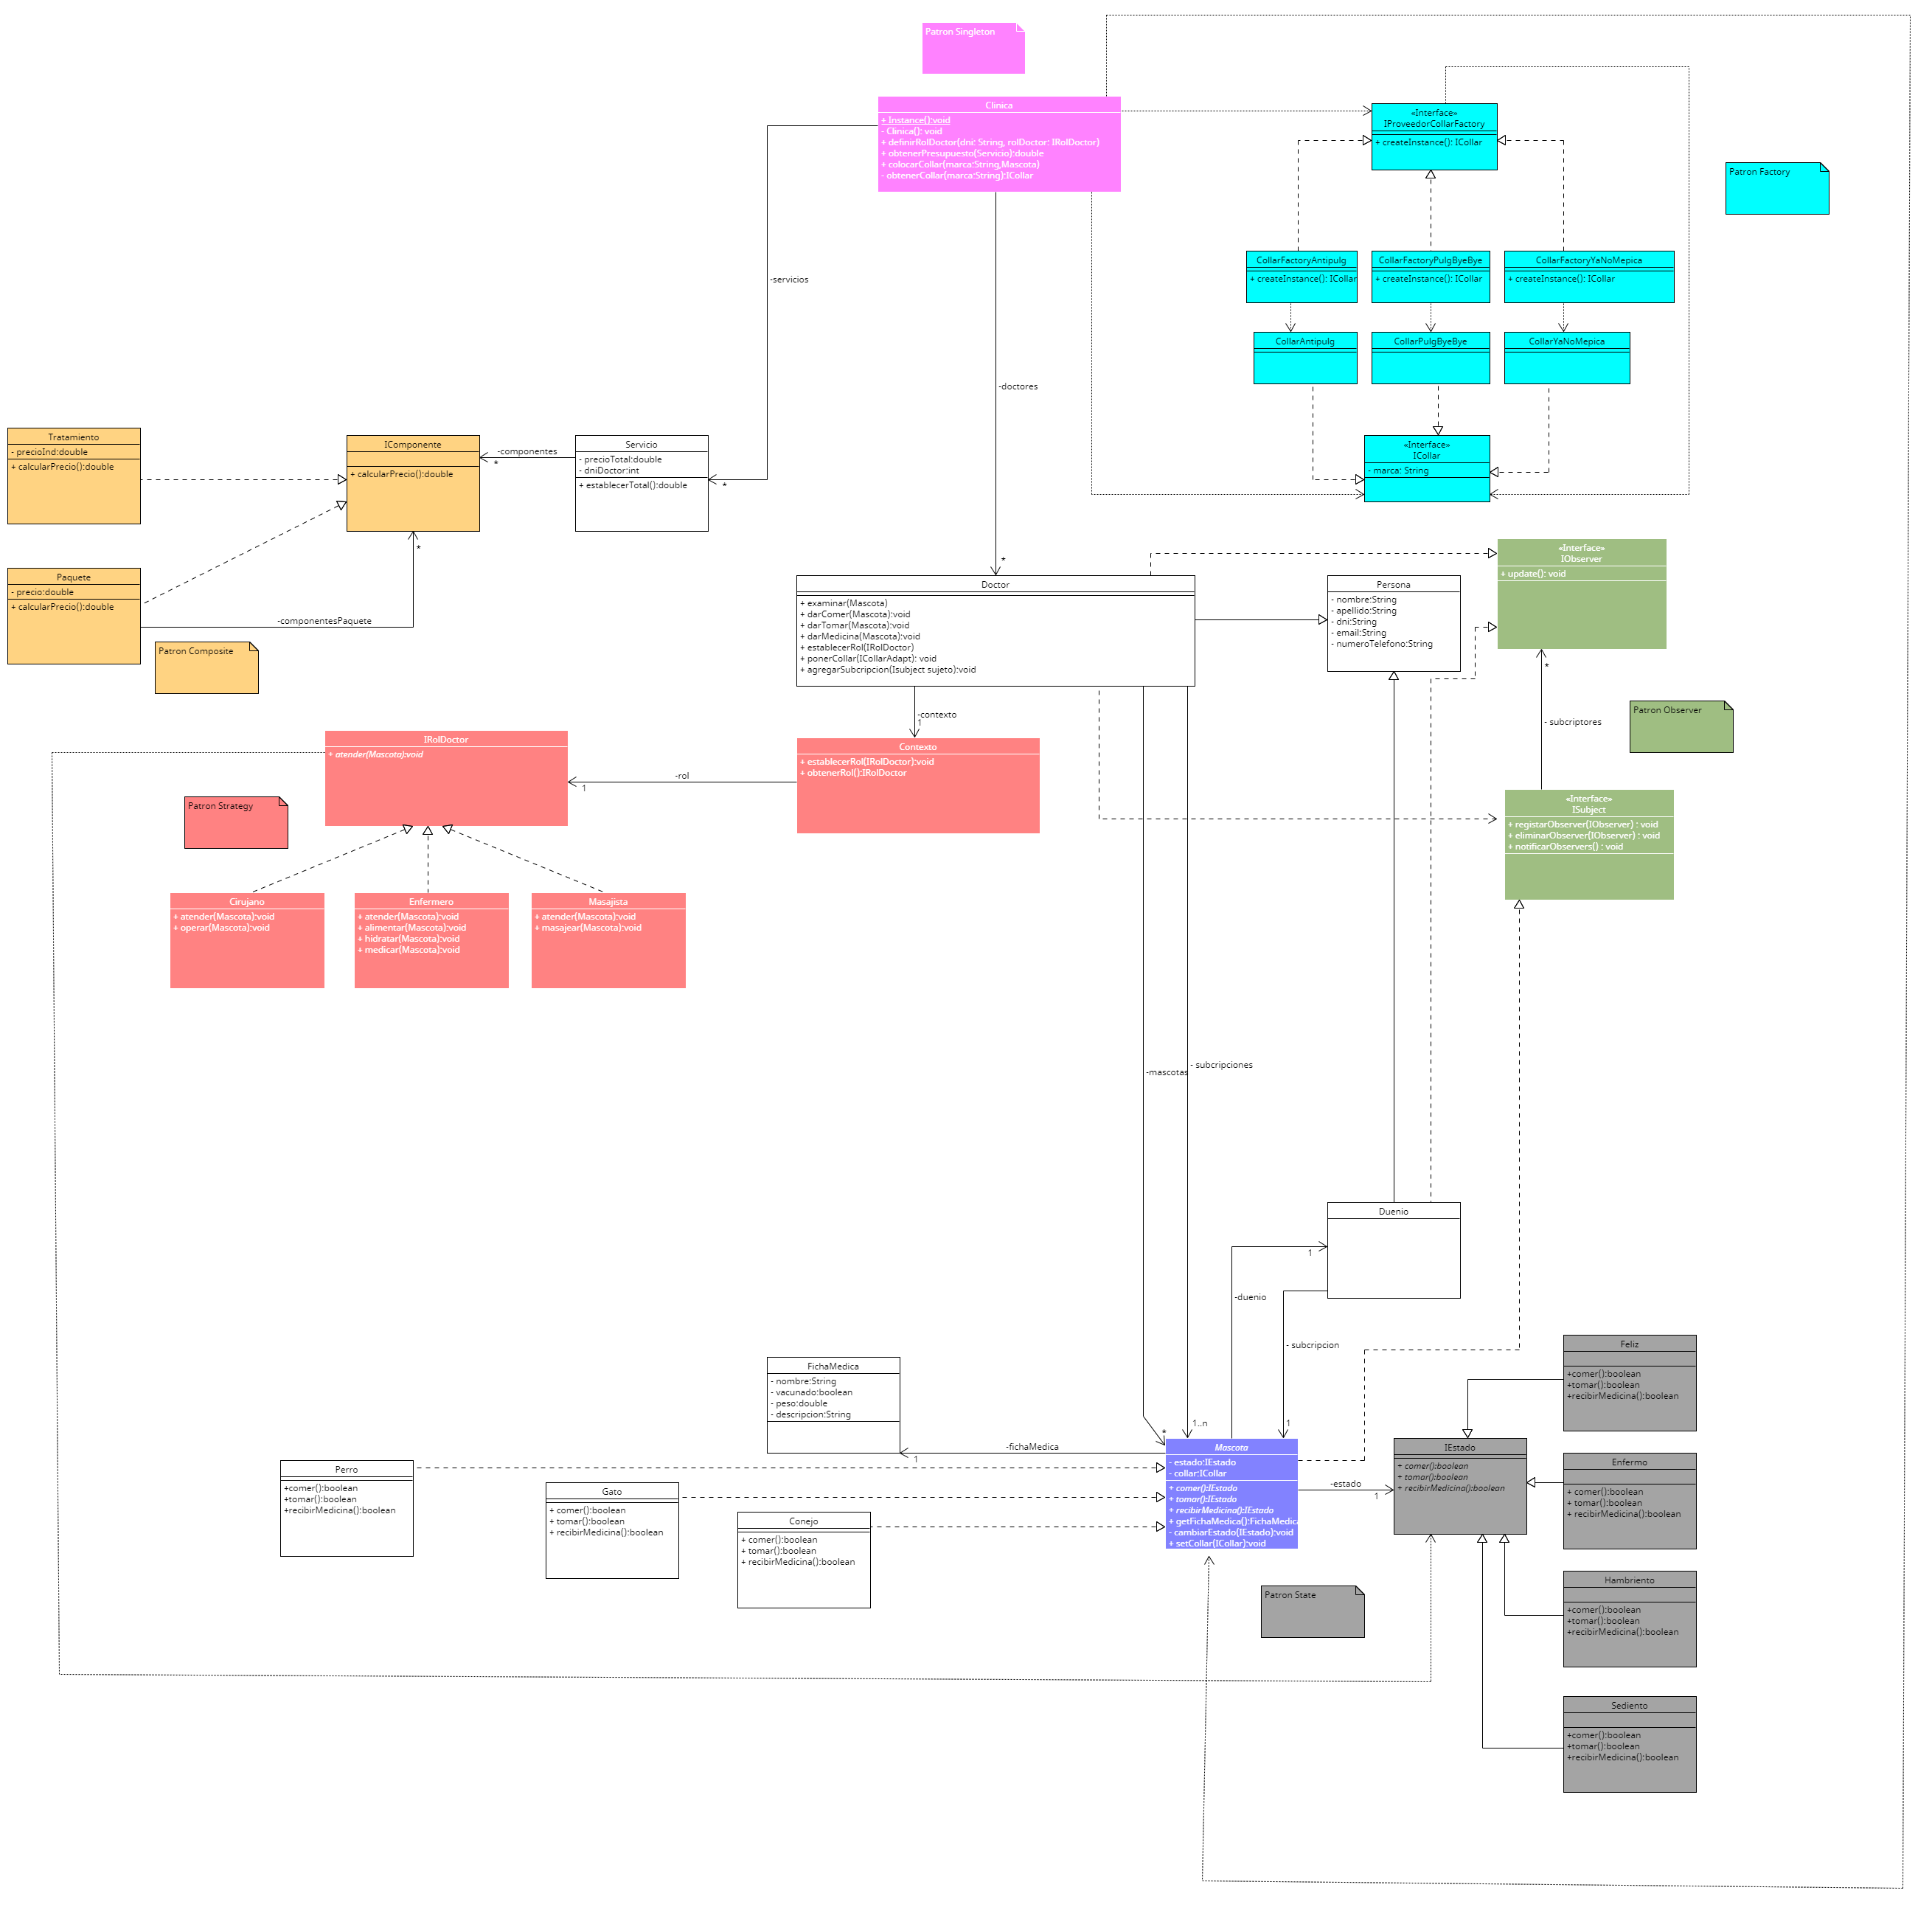 Patron Singleton
Clinica
+ Instance():void
- Clinica(): void
+ definirRolDoctor(dni: String, rolDoctor: IRolDoctor)
+ obtenerPresupuesto(Servicio):double
+ colocarCollar(marca:String,Mascota)
- obtenerCollar(marca:String):ICollar
«Interface»
IProveedorCollarFactory
+ createInstance(): ICollar
Patron Factory
CollarFactoryAntipulg
+ createInstance(): ICollar
CollarFactoryPulgByeBye
+ createInstance(): ICollar
CollarFactoryYaNoMepica
+ createInstance(): ICollar
-servicios
CollarAntipulg
CollarPulgByeBye
CollarYaNoMepica
-doctores
Tratamiento
- precioInd:double
+ calcularPrecio():double
IComponente
+ calcularPrecio():double
-componentes
*
Servicio
- precioTotal:double
- dniDoctor:int
+ establecerTotal():double
*
«Interface»
ICollar
- marca: String
*
*
Paquete
- precio:double
+ calcularPrecio():double
-componentesPaquete
Patron Composite
Doctor
+ examinar(Mascota)
+ darComer(Mascota):void
+ darTomar(Mascota):void
+ darMedicina(Mascota):void
+ establecerRol(IRolDoctor)
+ ponerCollar(ICollarAdapt): void
+ agregarSubcripcion(Isubject sujeto):void
Persona
- nombre:String
- apellido:String
- dni:String
- email:String
- numeroTelefono:String
«Interface»
IObserver
+ update(): void
*
- subcriptores
Patron Observer
-contexto
1
IRolDoctor
+ atender(Mascota):void
-rol
1
Contexto
+ establecerRol(IRolDoctor):void
+ obtenerRol():IRolDoctor
Patron Strategy
«Interface»
ISubject
+ registarObserver(IObserver) : void
+ eliminarObserver(IObserver) : void
+ notificarObservers() : void
Cirujano
+ atender(Mascota):void
+ operar(Mascota):void
Enfermero
+ atender(Mascota):void
+ alimentar(Mascota):void
+ hidratar(Mascota):void
+ medicar(Mascota):void
Masajista
+ atender(Mascota):void
+ masajear(Mascota):void
- subcripciones
-mascotas
Duenio
1
-duenio
- subcripcion
FichaMedica
- nombre:String
- vacunado:boolean
- peso:double
- descripcion:String
Feliz
+comer():boolean
+tomar():boolean
+recibirMedicina():boolean
1..n
1
*
-fichaMedica
1
Mascota
- estado:IEstado
- collar:ICollar
+ comer():IEstado
+ tomar():IEstado
+ recibirMedicina():IEstado
+ getFichaMedica():FichaMedica
- cambiarEstado(IEstado):void
+ setCollar(ICollar):void
-estado
1
IEstado
+ comer():boolean
+ tomar():boolean
+ recibirMedicina():boolean
Enfermo
+ comer():boolean
+ tomar():boolean
+ recibirMedicina():boolean
Perro
+comer():boolean
+tomar():boolean
+recibirMedicina():boolean
Gato
+ comer():boolean
+ tomar():boolean
+ recibirMedicina():boolean
Conejo
+ comer():boolean
+ tomar():boolean
+ recibirMedicina():boolean
Patron State
Hambriento
+comer():boolean
+tomar():boolean
+recibirMedicina():boolean
Sediento
+comer():boolean
+tomar():boolean
+recibirMedicina():boolean